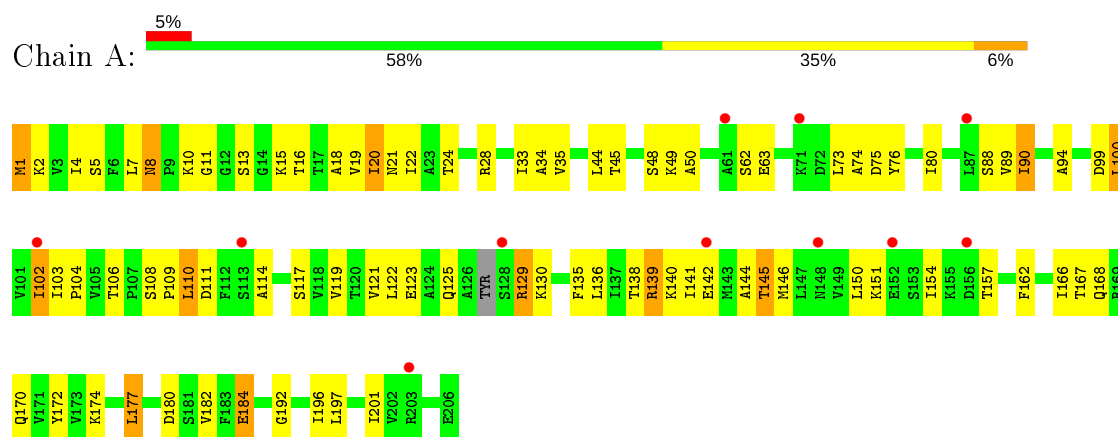 5%
Chain A:
58% 35% 6%
M1 K2 V3 I4 S5 F6 L7 N8 P9 K10 G11 G12 S13 G14 K15 T16 T17 A18 V19 I20 N21 I22 A23 T24 R28 I33 A34 V35 L44 T45 S48 K49 A50 A61 S62 E63 K71 D72 L73 A74 D75 Y76 I80 L87 S88 V89 I90 A94 D99 L100
V101 I102 I103 P104 V105 T106 P107 S108 P109 L110 D111 F112 S113 A114 S117 V118 V119 T120 V121 L122 E123 A124 Q125 A126 TYR S128 R129 K130 F135 L136 I137 T138 R139 K140 I141 E142 M143 A144 T145 M146 L147 N148 V149 L150 K151 E152 S153 I154 K155 D156 T157 F162 I166 T167 Q168 R169
Q170 V171 Y172 V173 K174 L177 D180 S181 V182 F183 E184 G192 I196 L197 I201 V202 R203 E206